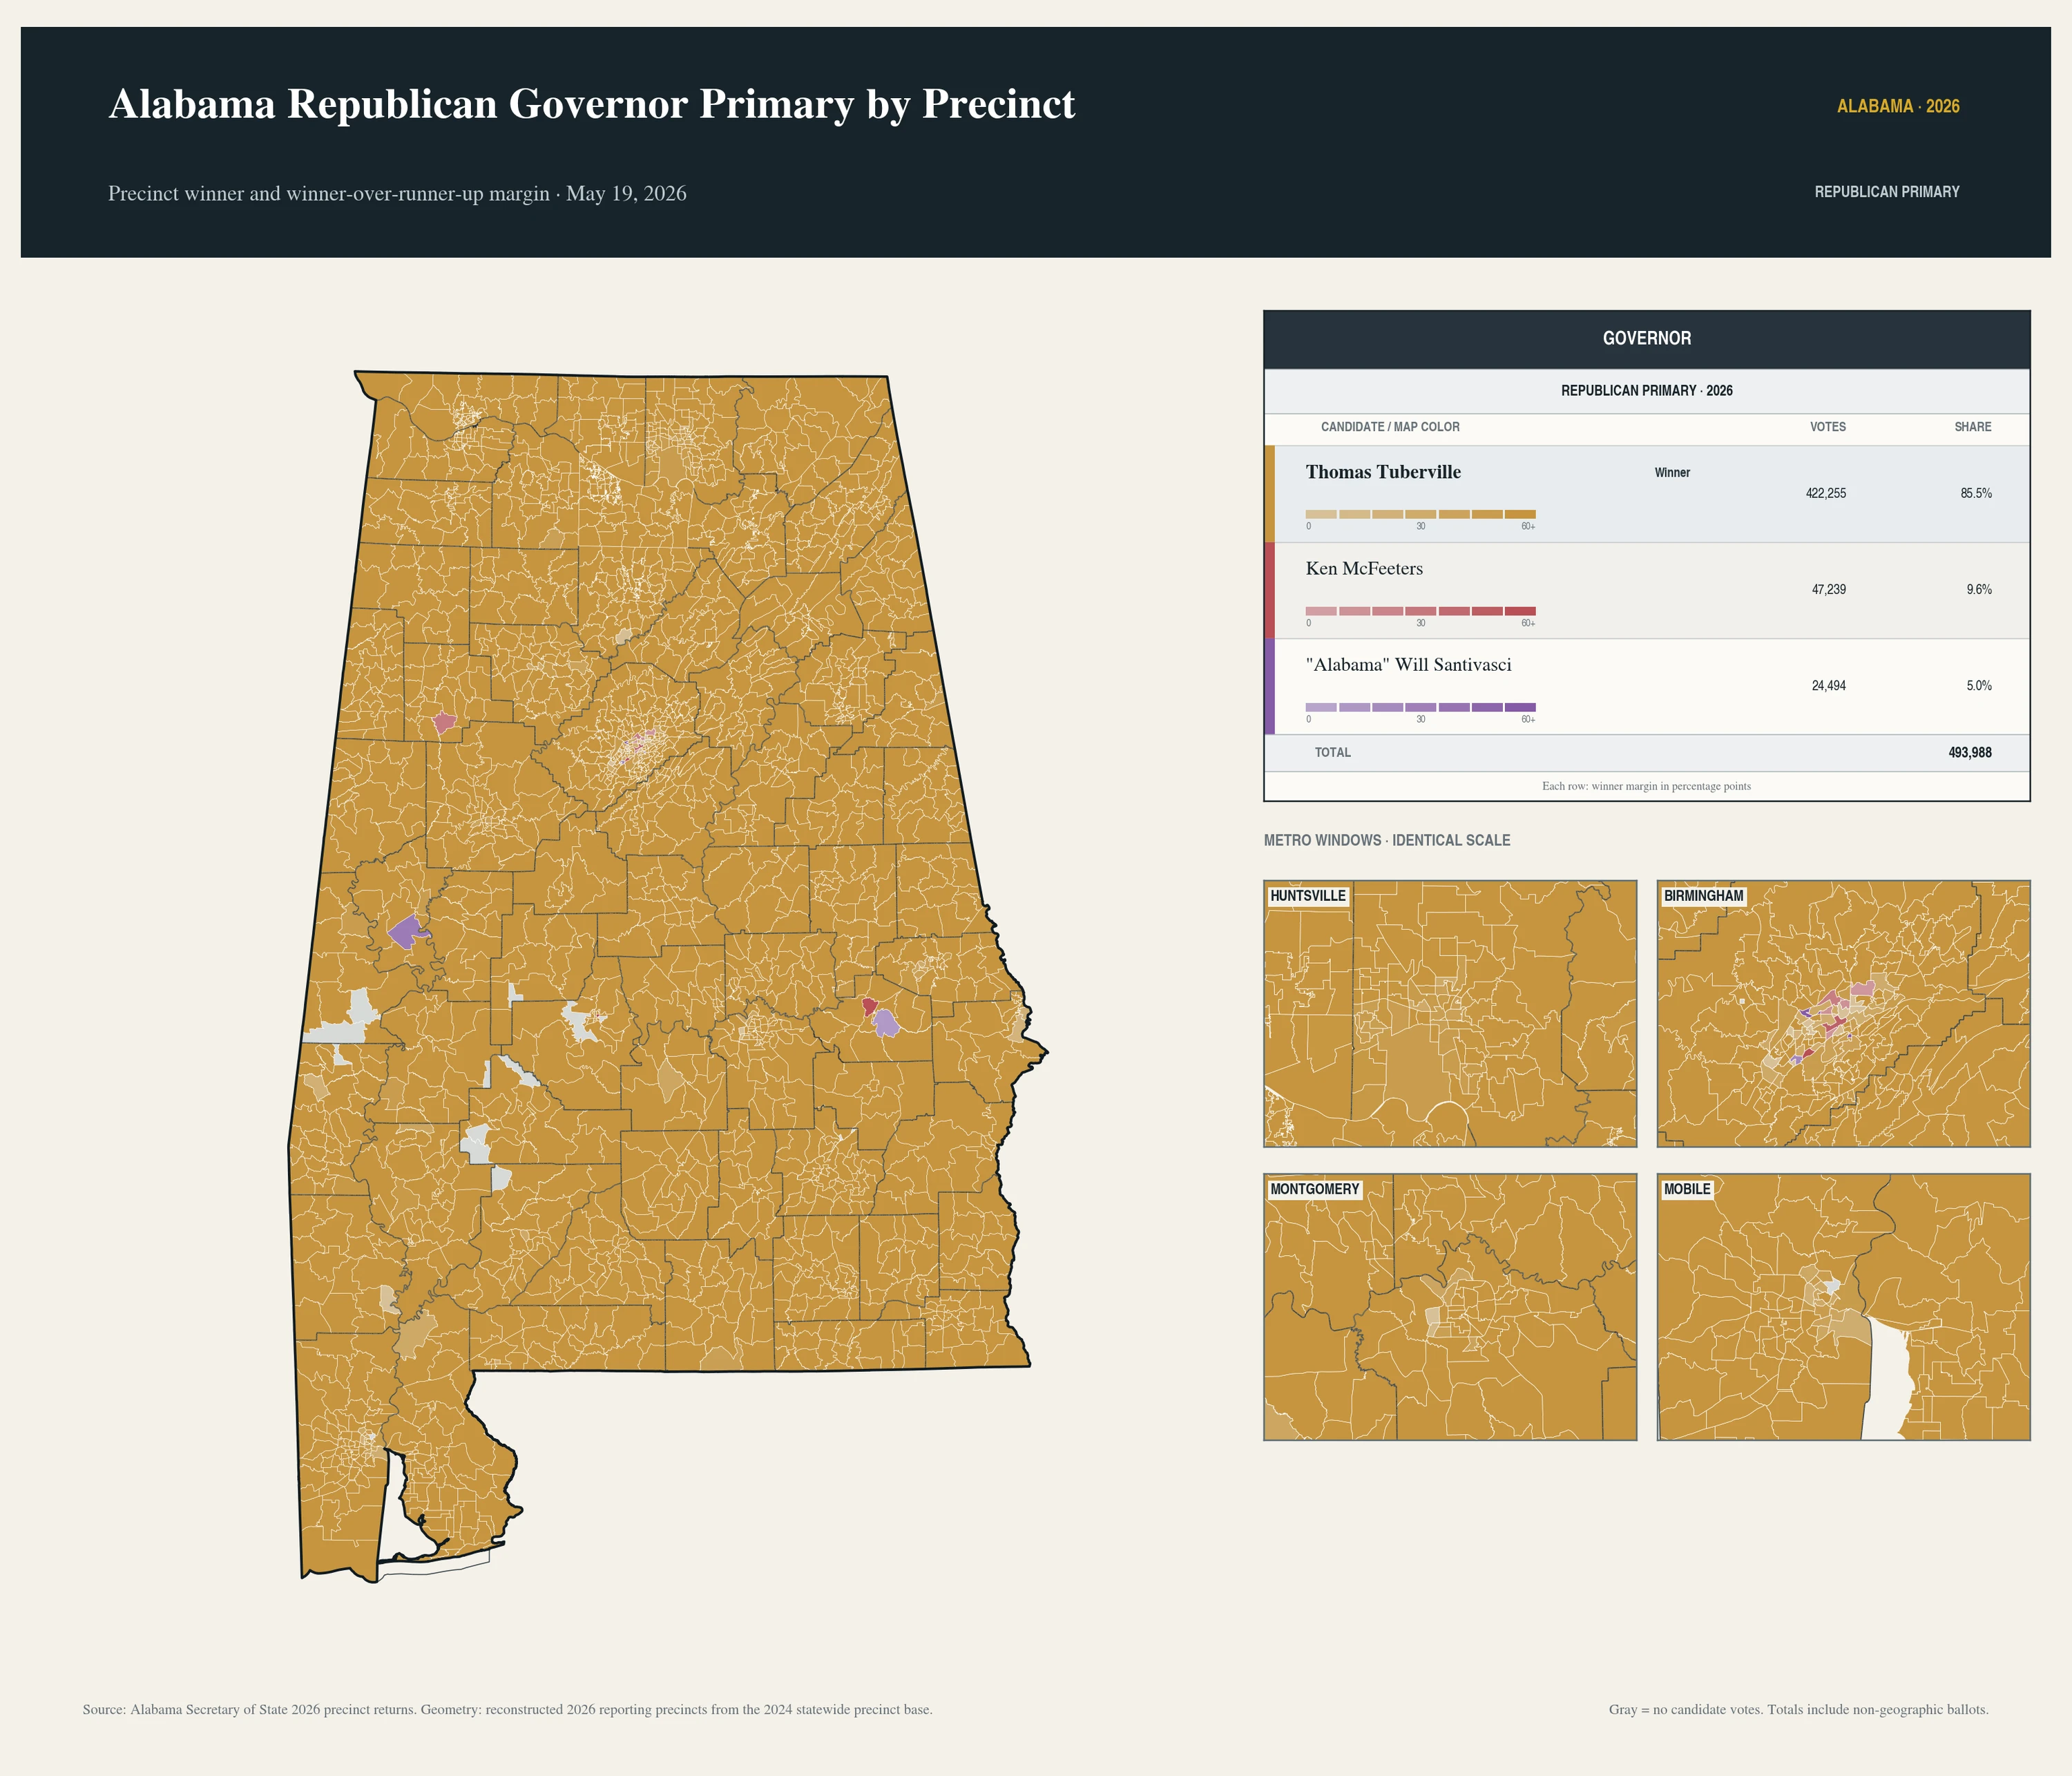 Alabama Republican Governor Primary by Precinct
ALABAMA · 2026
Precinct winner and winner-over-runner-up margin · May 19, 2026
REPUBLICAN PRIMARY
GOVERNOR
REPUBLICAN PRIMARY · 2026
CANDIDATE / MAP COLOR VOTES SHARE
Thomas Tuberville Winner 422,255 85.5%
0 30 60+
Ken McFeeters 47,239 9.6%
0 30 60+
"Alabama" Will Santivasci 24,494 5.0%
0 30 60+
TOTAL 493,988
Each row: winner margin in percentage points
METRO WINDOWS · IDENTICAL SCALE
HUNTSVILLE
BIRMINGHAM
MONTGOMERY
MOBILE
Source: Alabama Secretary of State 2026 precinct returns. Geometry: reconstructed 2026 reporting precincts from the 2024 statewide precinct base.
Gray = no candidate votes. Totals include non-geographic ballots.